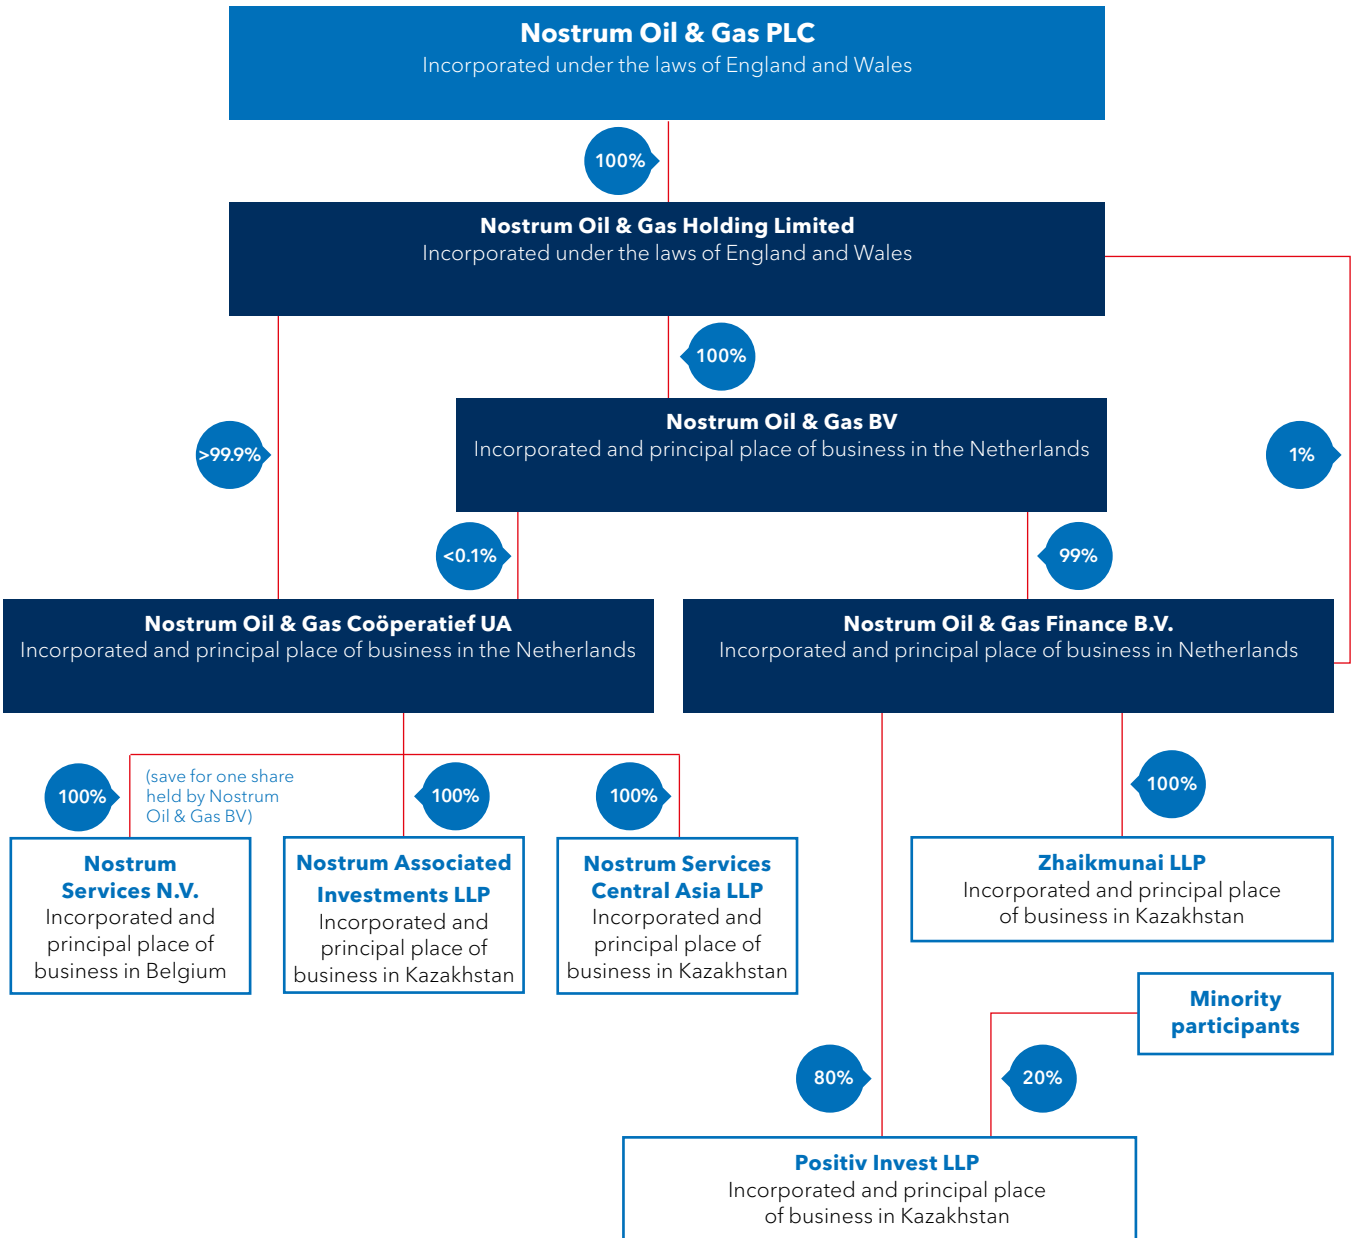 Nostrum Oil & Gas PLC
Incorporated under the laws of England and Wales
100%
Nostrum Oil & Gas Holding Limited
Incorporated under the laws of England and Wales
100%
Nostrum Oil & Gas BV
Incorporated and principal place of business in the Netherlands
>99.9%
1%
<0.1%
99%
Nostrum Oil & Gas Coöperatief UA
Incorporated and principal place of business in the Netherlands
Nostrum Oil & Gas Finance B.V.
Incorporated and principal place of business in Netherlands
100%
(save for one share
held by Nostrum
Oil & Gas BV)
100%
100%
100%
Nostrum
Services N.V.
Incorporated and
principal place of
business in Belgium
Nostrum Associated
Investments LLP
Incorporated and
principal place of
business in Kazakhstan
Nostrum Services
Central Asia LLP
Incorporated and
principal place of
business in Kazakhstan
Zhaikmunai LLP
Incorporated and principal place
of business in Kazakhstan
Minority
participants
80%
20%
Positiv Invest LLP
Incorporated and principal place
of business in Kazakhstan